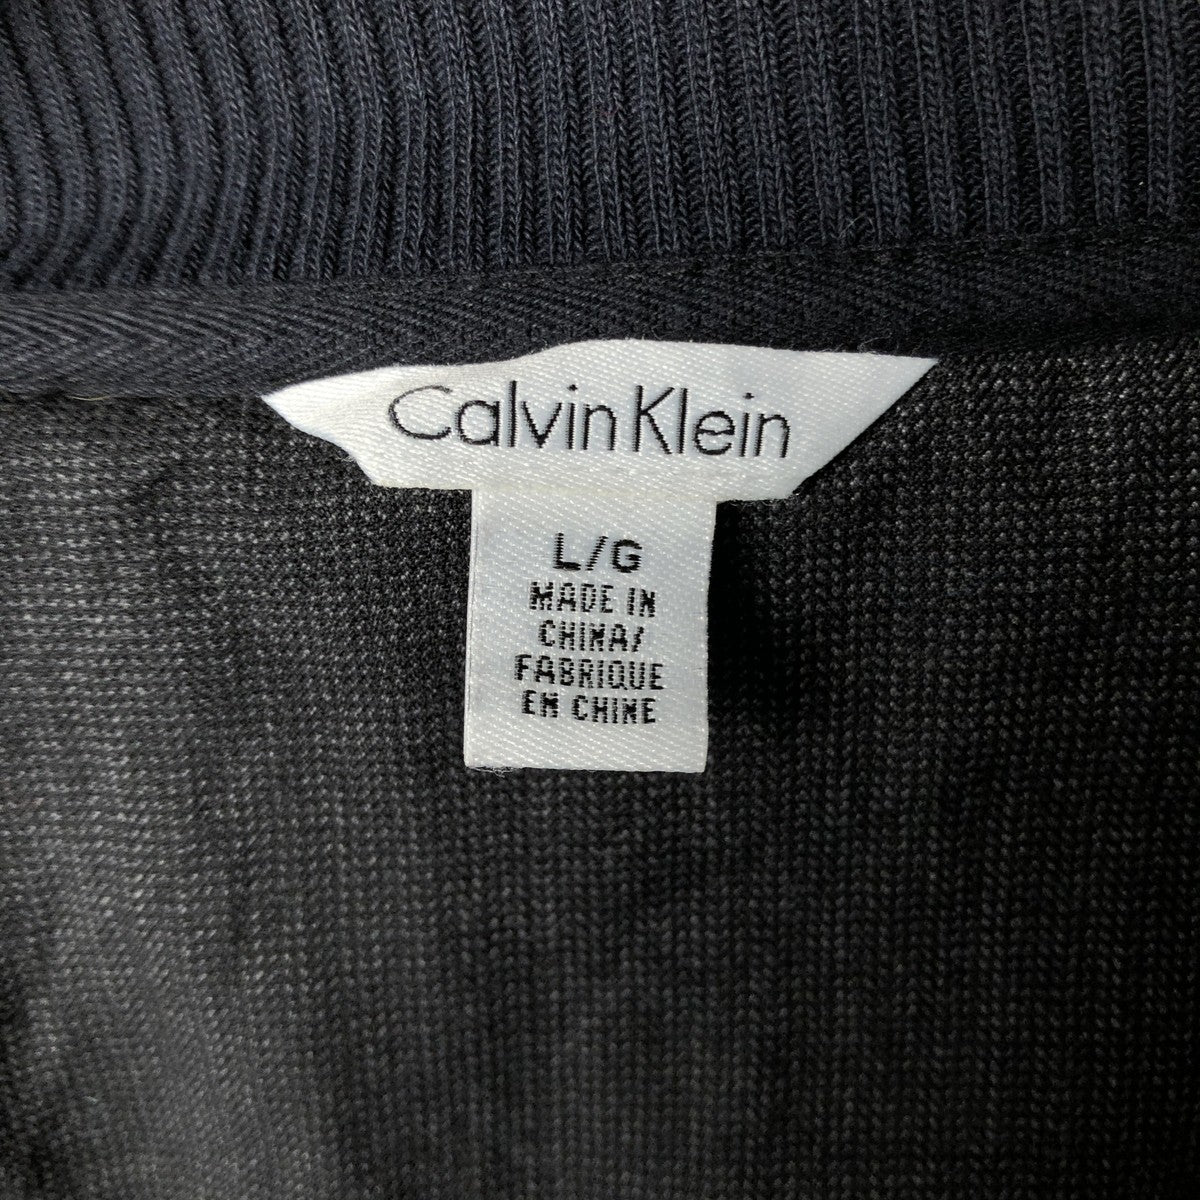 Calvin Klein
L/G
MADE IN
CHINA/
FABRIQUE
EN CHINE